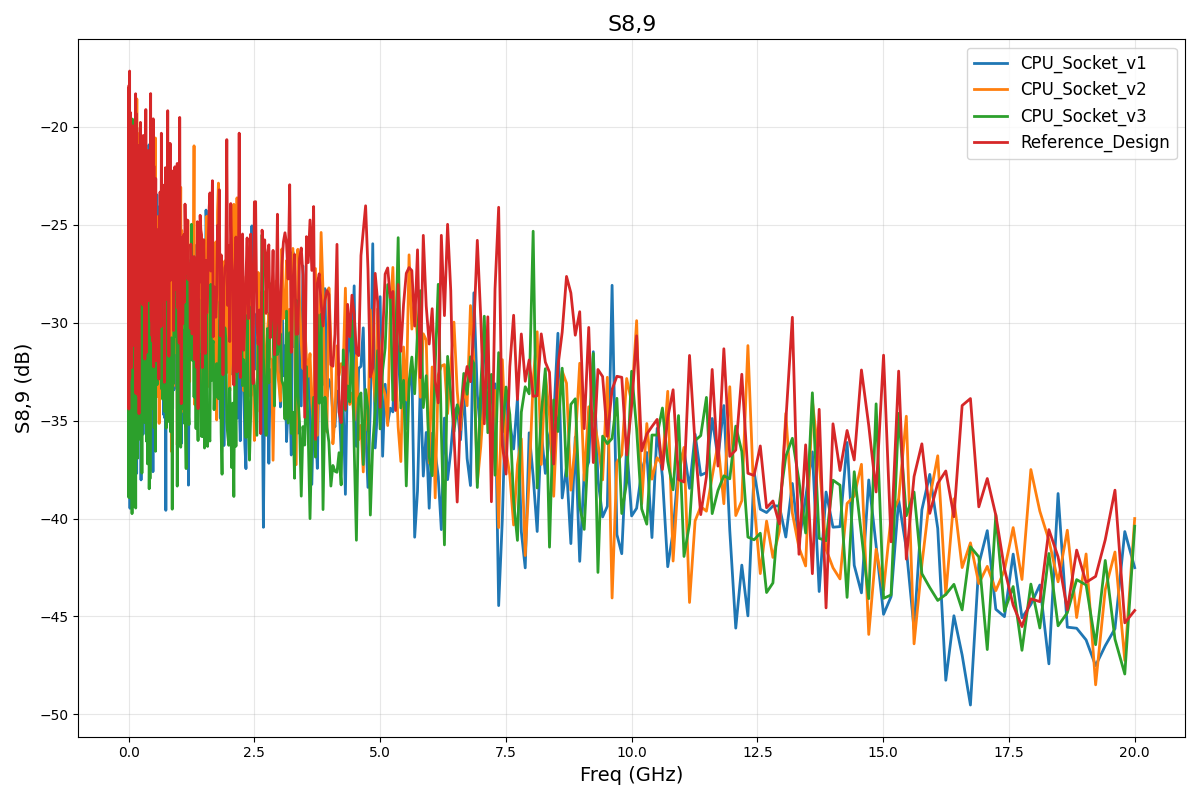 S8,9
CPU_Socket_v1
CPU_Socket_v2
CPU_Socket_v3
Reference_Design
S8,9 (dB)
−20
−25
−30
−35
−40
−45
−50
0.0 2.5 5.0 7.5 10.0 12.5 15.0 17.5 20.0
Freq (GHz)